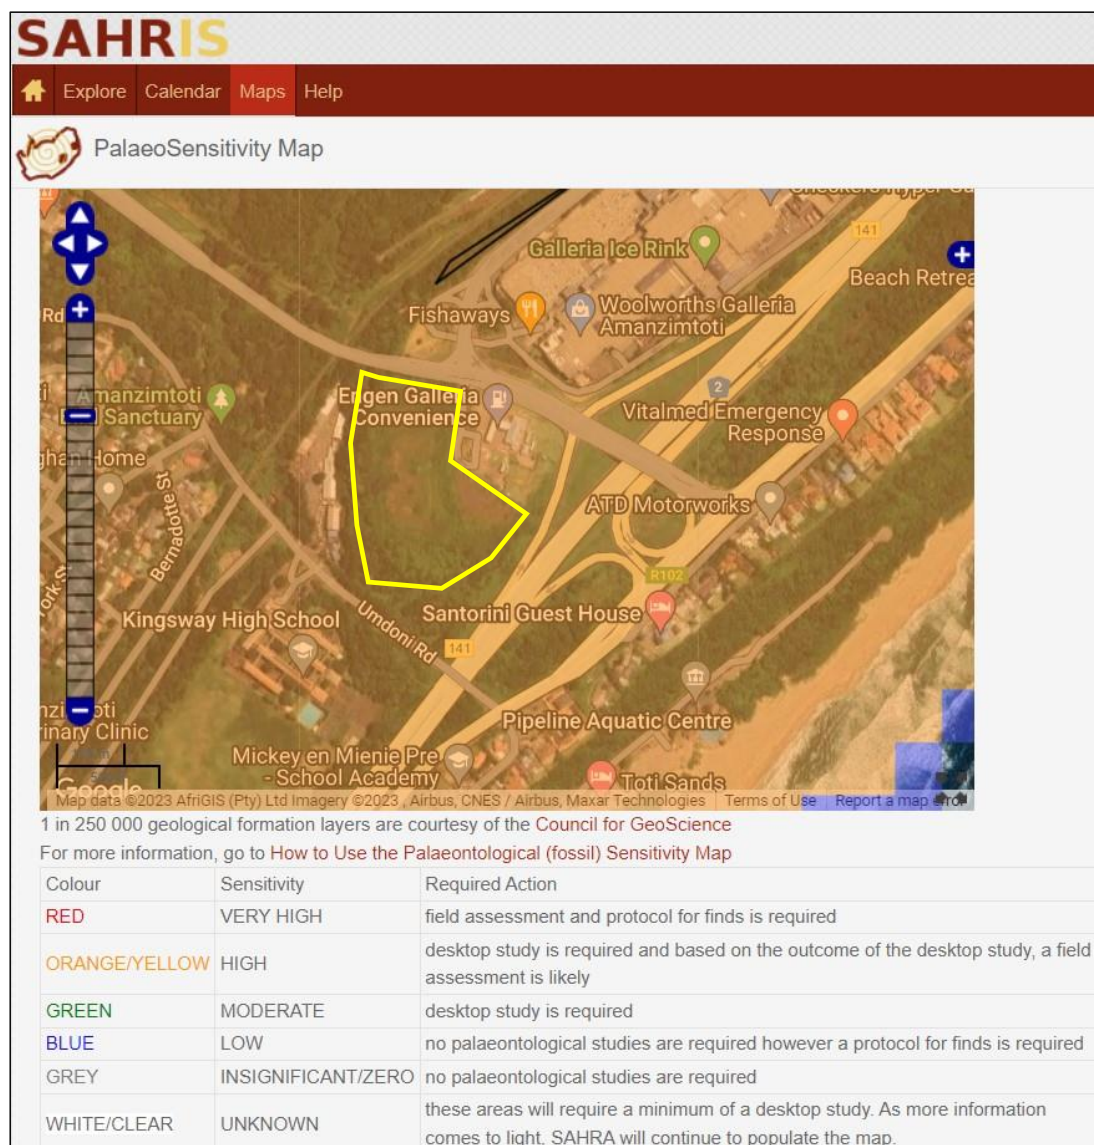 SAHRIS
Explore Calendar Maps Help
PalaeoSensitivity Map
Galleria Ice Rink
141
Beach Retrea
Rd
Fishaways
Woolworths Galleria
Amanzimtoti
Amanzimtoti
Sanctuary
Engen Galleria
Convenience
2
Vitalmed Emergency
Response
ghan Home
Bernadotte St
York St
ATD Motorworks
R102
Kingsway High School
Umdoni Rd
Santorini Guest House
141
Pipeline Aquatic Centre
Mickey en Mienie Pre
- School Academy
Toti Sands
Google
Map data ©2023 AfriGIS (Pty) Ltd Imagery ©2023 , Airbus, CNES / Airbus, Maxar Technologies Terms of Use Report a map error
1 in 250 000 geological formation layers are courtesy of the Council for GeoScience
For more information, go to How to Use the Palaeontological (fossil) Sensitivity Map
Colour Sensitivity Required Action
RED VERY HIGH field assessment and protocol for finds is required
ORANGE/YELLOW HIGH desktop study is required and based on the outcome of the desktop study, a field
assessment is likely
GREEN MODERATE desktop study is required
BLUE LOW no palaeontological studies are required however a protocol for finds is required
GREY INSIGNIFICANT/ZERO no palaeontological studies are required
WHITE/CLEAR UNKNOWN these areas will require a minimum of a desktop study. As more information
comes to light, SAHRA will continue to populate the map.